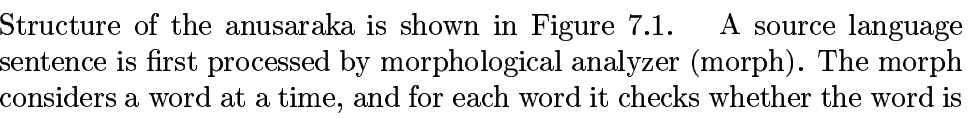 Structure of the anusaraka is shown in Figure 7.1. A source language
sentence is first processed by morphological analyzer (morph). The morph
considers a word at a time, and for each word it checks whether the word is